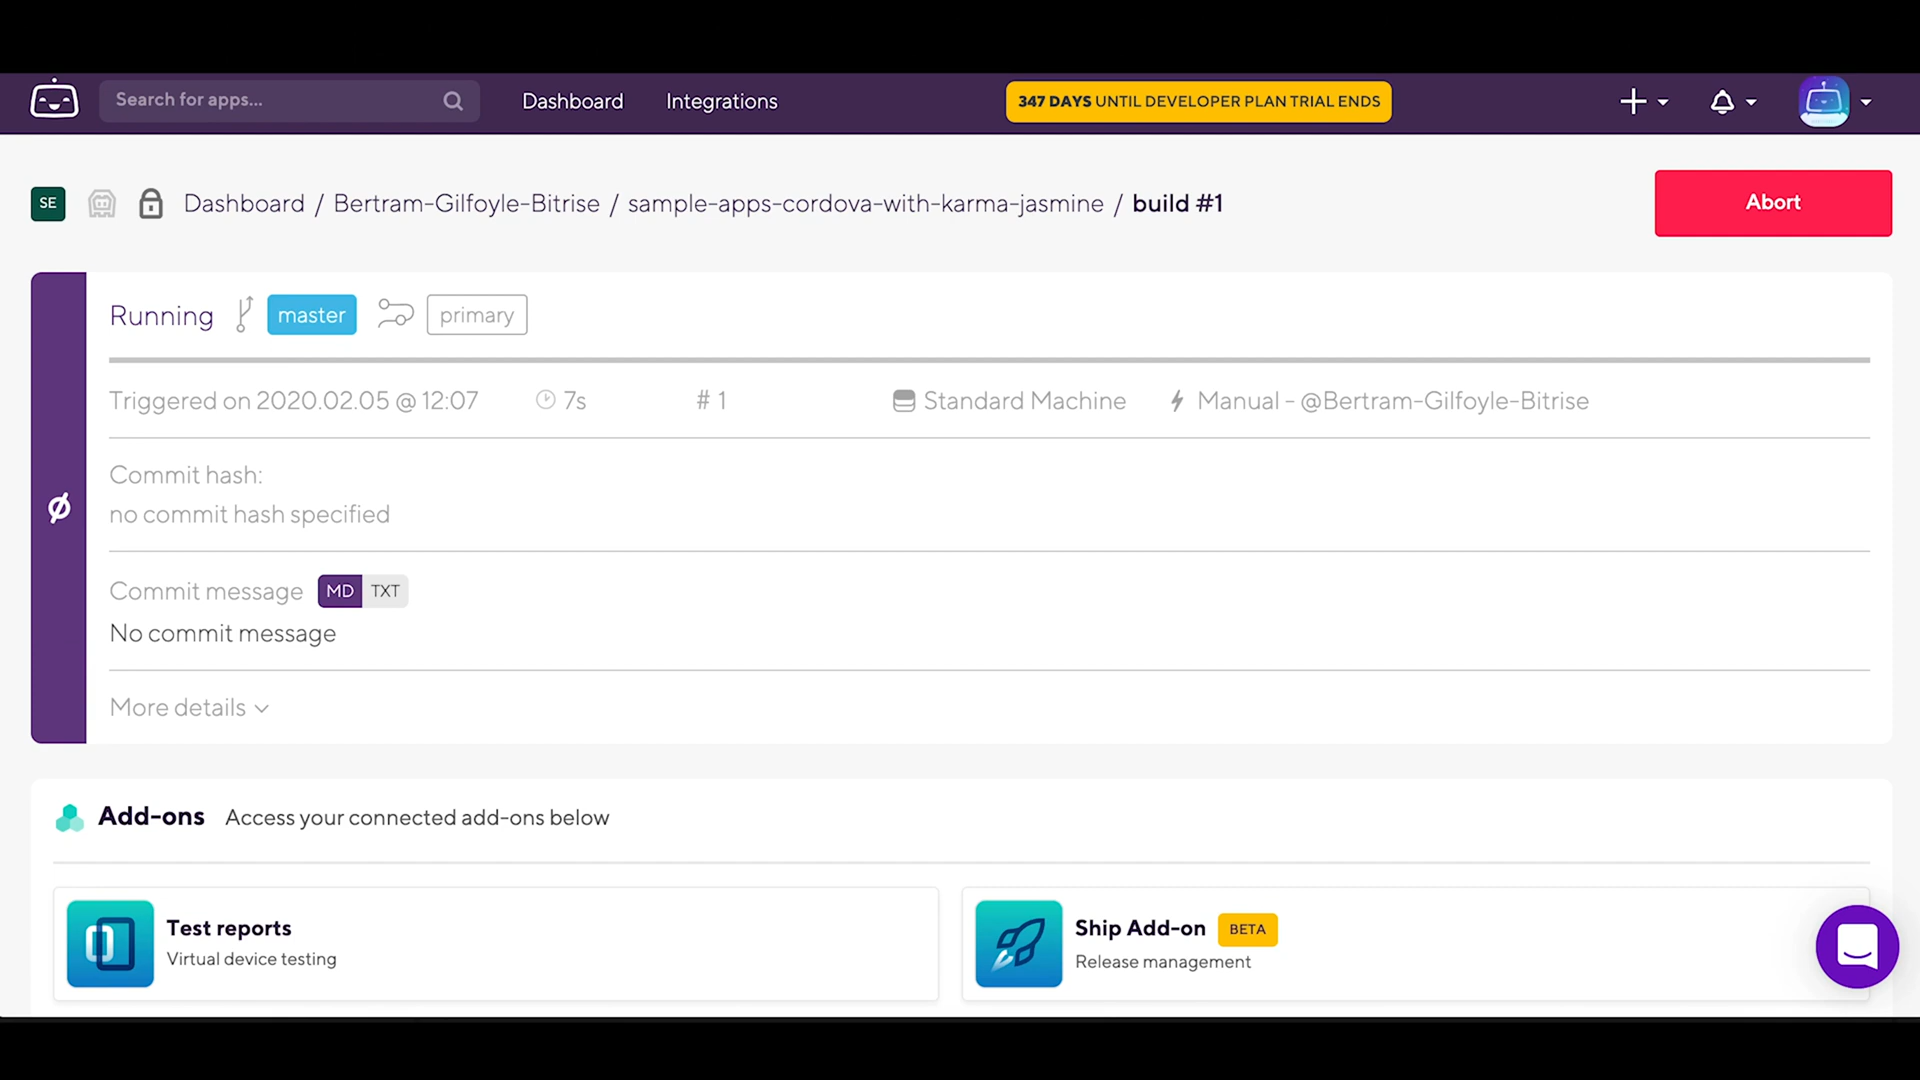 Search for apps...
Dashboard
Integrations
347 DAYS UNTIL DEVELOPER PLAN TRIAL ENDS
SE
Dashboard / Bertram-Gilfoyle-Bitrise / sample-apps-cordova-with-karma-jasmine / build #1
Abort
Running
master
primary
Triggered on 2020.02.05 @ 12:07
7s
# 1
Standard Machine
Manual - @Bertram-Gilfoyle-Bitrise
Commit hash:
no commit hash specified
Commit message
MD
TXT
No commit message
More details
Add-ons
Access your connected add-ons below
Test reports
Virtual device testing
Ship Add-on
BETA
Release management